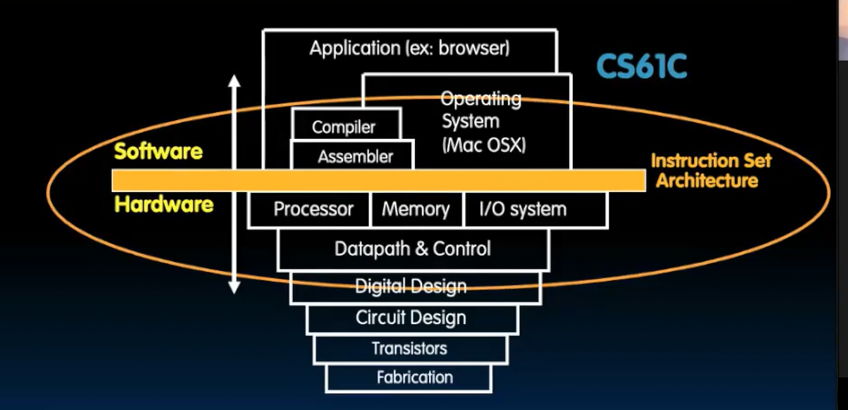 Application (ex: browser)
CS61C
Operating
System
(Mac OSX)
Compiler
Assembler
Software
Instruction Set
Architecture
Hardware
Processor
Memory
I/O system
Datapath & Control
Digital Design
Circuit Design
Transistors
Fabrication